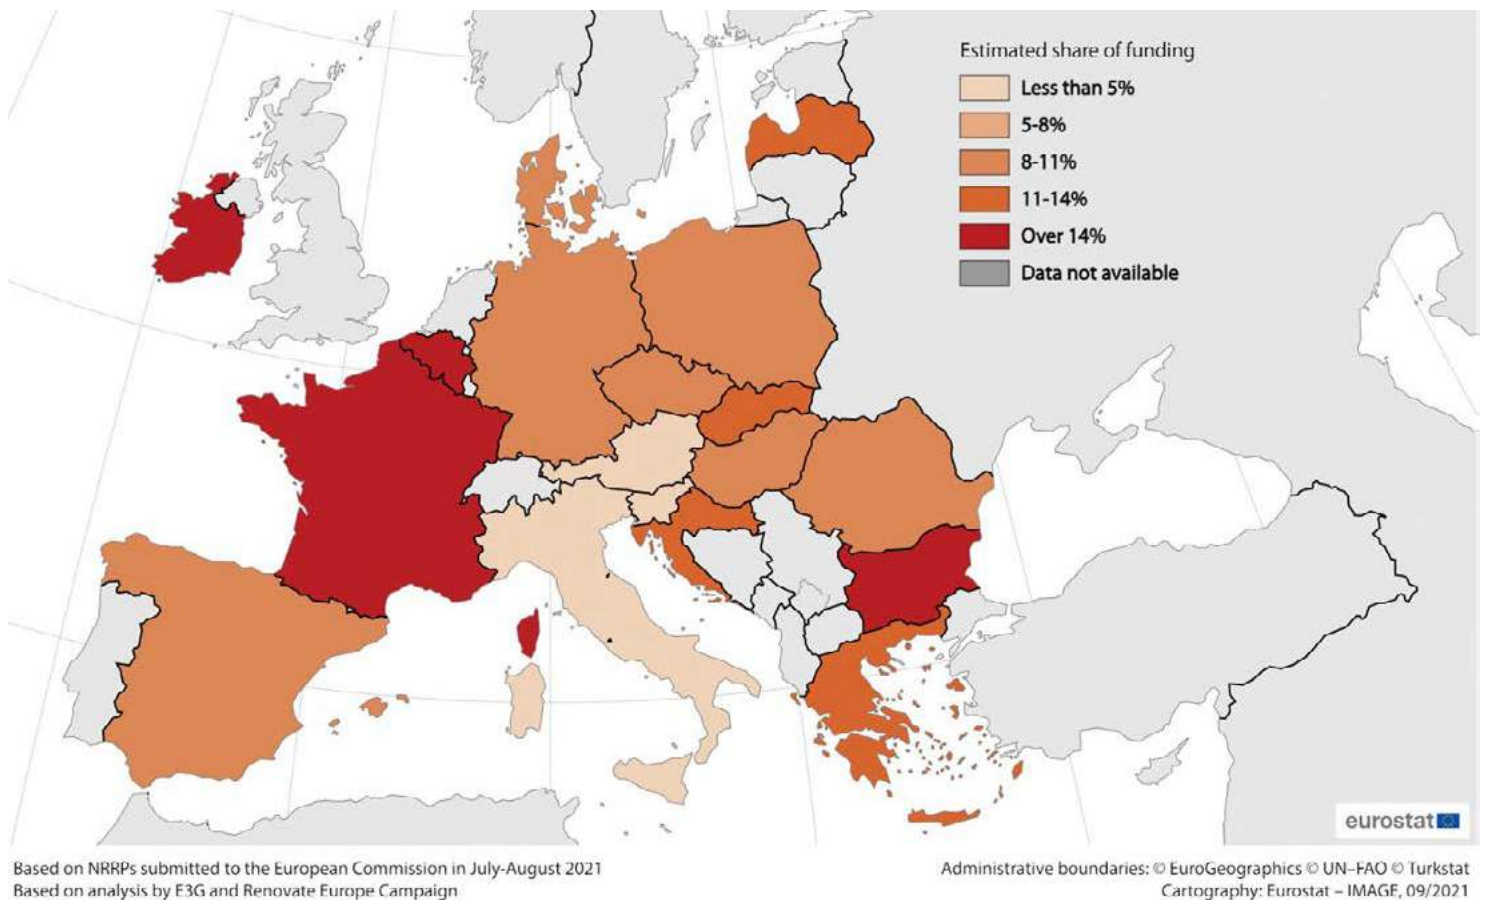 Estimated share of funding
Less than 5%
5-8%
8-11%
11-14%
Over 14%
Data not available
eurostat
Based on NRRPs submitted to the European Commission in July-August 2021
Based on analysis by E3G and Renovate Europe Campaign
Administrative boundaries: © EuroGeographics © UN–FAO © Turkstat
Cartography: Eurostat – IMAGE, 09/2021